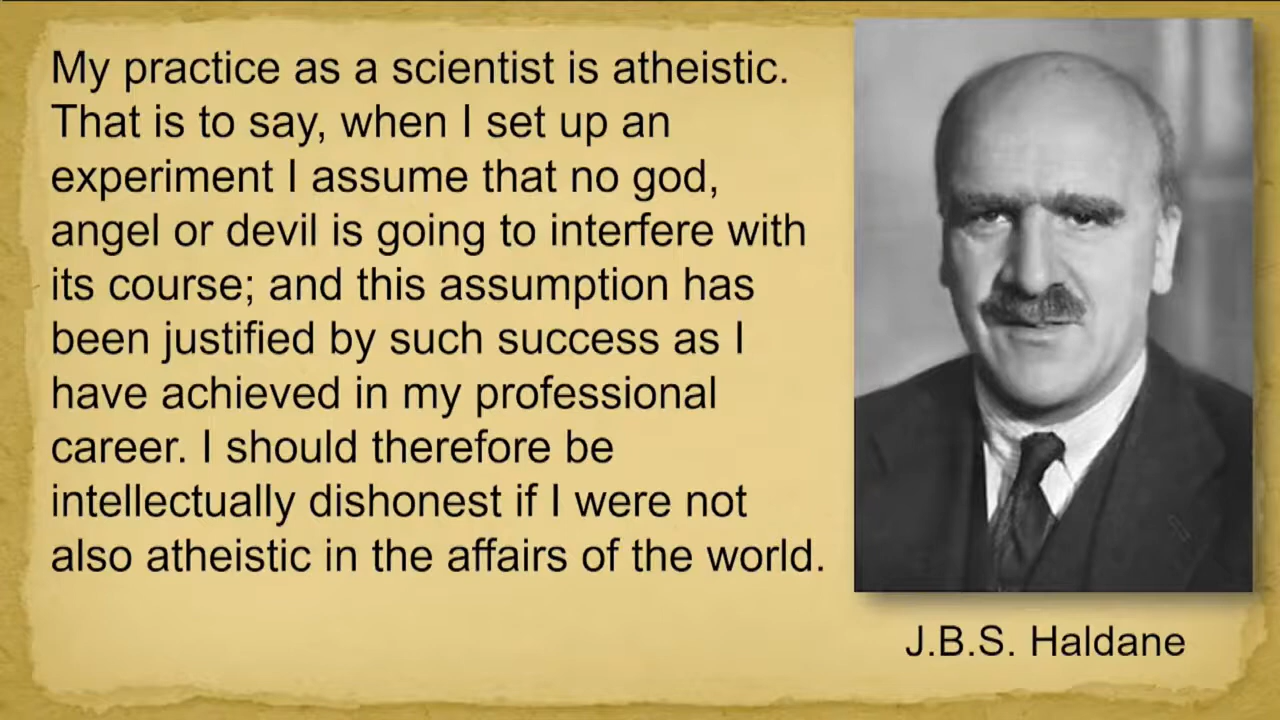 My practice as a scientist is atheistic.
That is to say, when I set up an
experiment I assume that no god,
angel or devil is going to interfere with
its course; and this assumption has
been justified by such success as I
have achieved in my professional
career. I should therefore be
intellectually dishonest if I were not
also atheistic in the affairs of the world.
J.B.S. Haldane